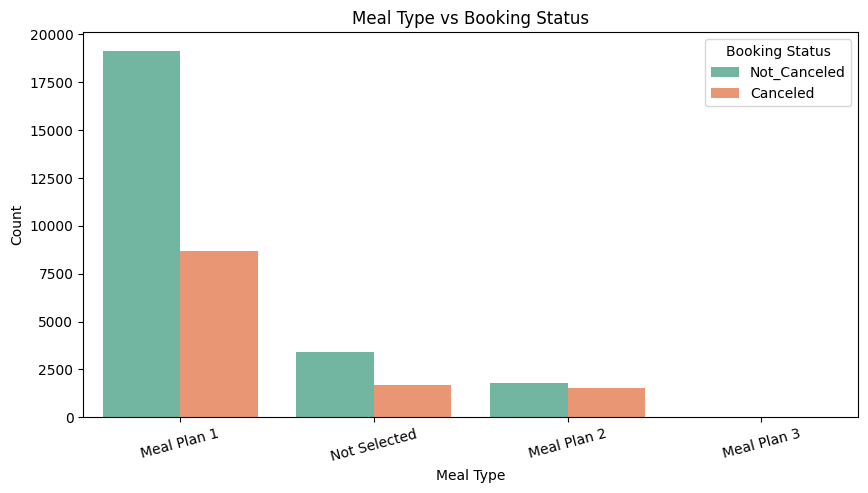 Meal Type vs Booking Status
Booking Status
Not_Canceled
Canceled
Count
20000
17500
15000
12500
10000
7500
5000
2500
0
Meal Plan 1
Not Selected
Meal Plan 2
Meal Plan 3
Meal Type